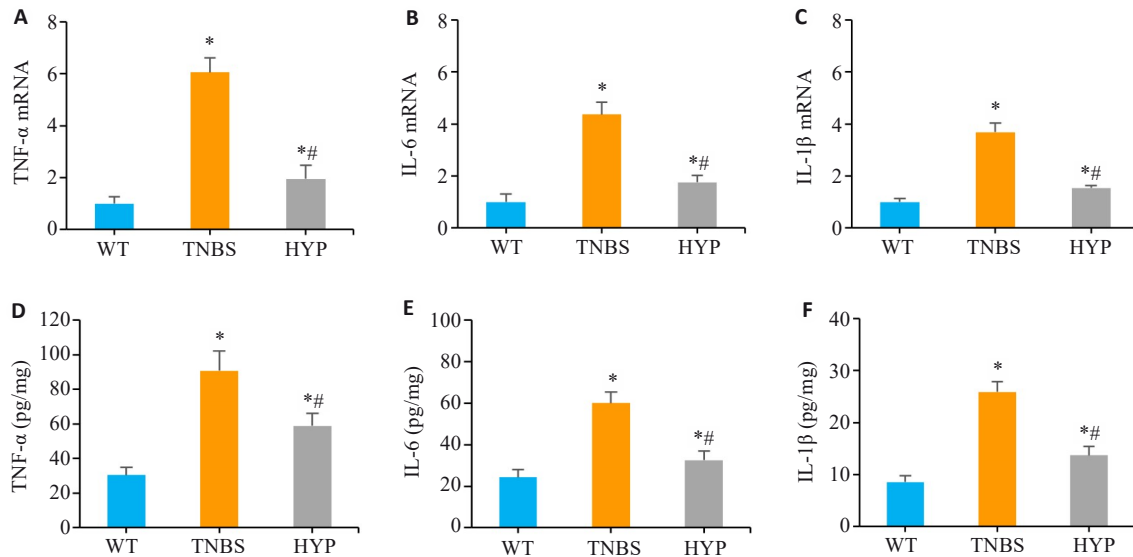 A
TNF-α mRNA
8
6
4
2
0
*
*#
WT TNBS HYP
B
IL-6 mRNA
8
6
4
2
0
*
*#
WT TNBS HYP
C
IL-1β mRNA
8
6
4
2
0
*
*#
WT TNBS HYP
D
TNF-α (pg/mg)
120
100
80
60
40
20
0
*
*#
WT TNBS HYP
E
IL-6 (pg/mg)
100
80
60
40
20
0
*
*#
WT TNBS HYP
F
IL-1β (pg/mg)
40
30
20
10
0
*
*#
WT TNBS HYP